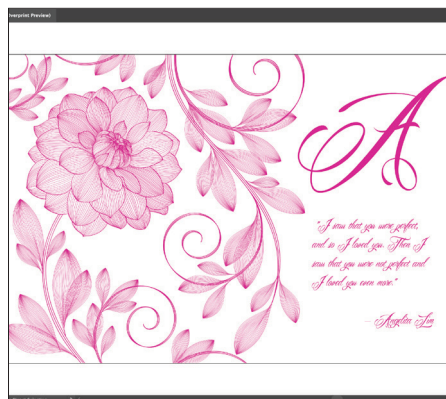 verprint Preview)
A
"I saw that you were perfect,
and so I loved you. Then I
saw that you were not perfect and
I loved you even more."
—Angelita Lim